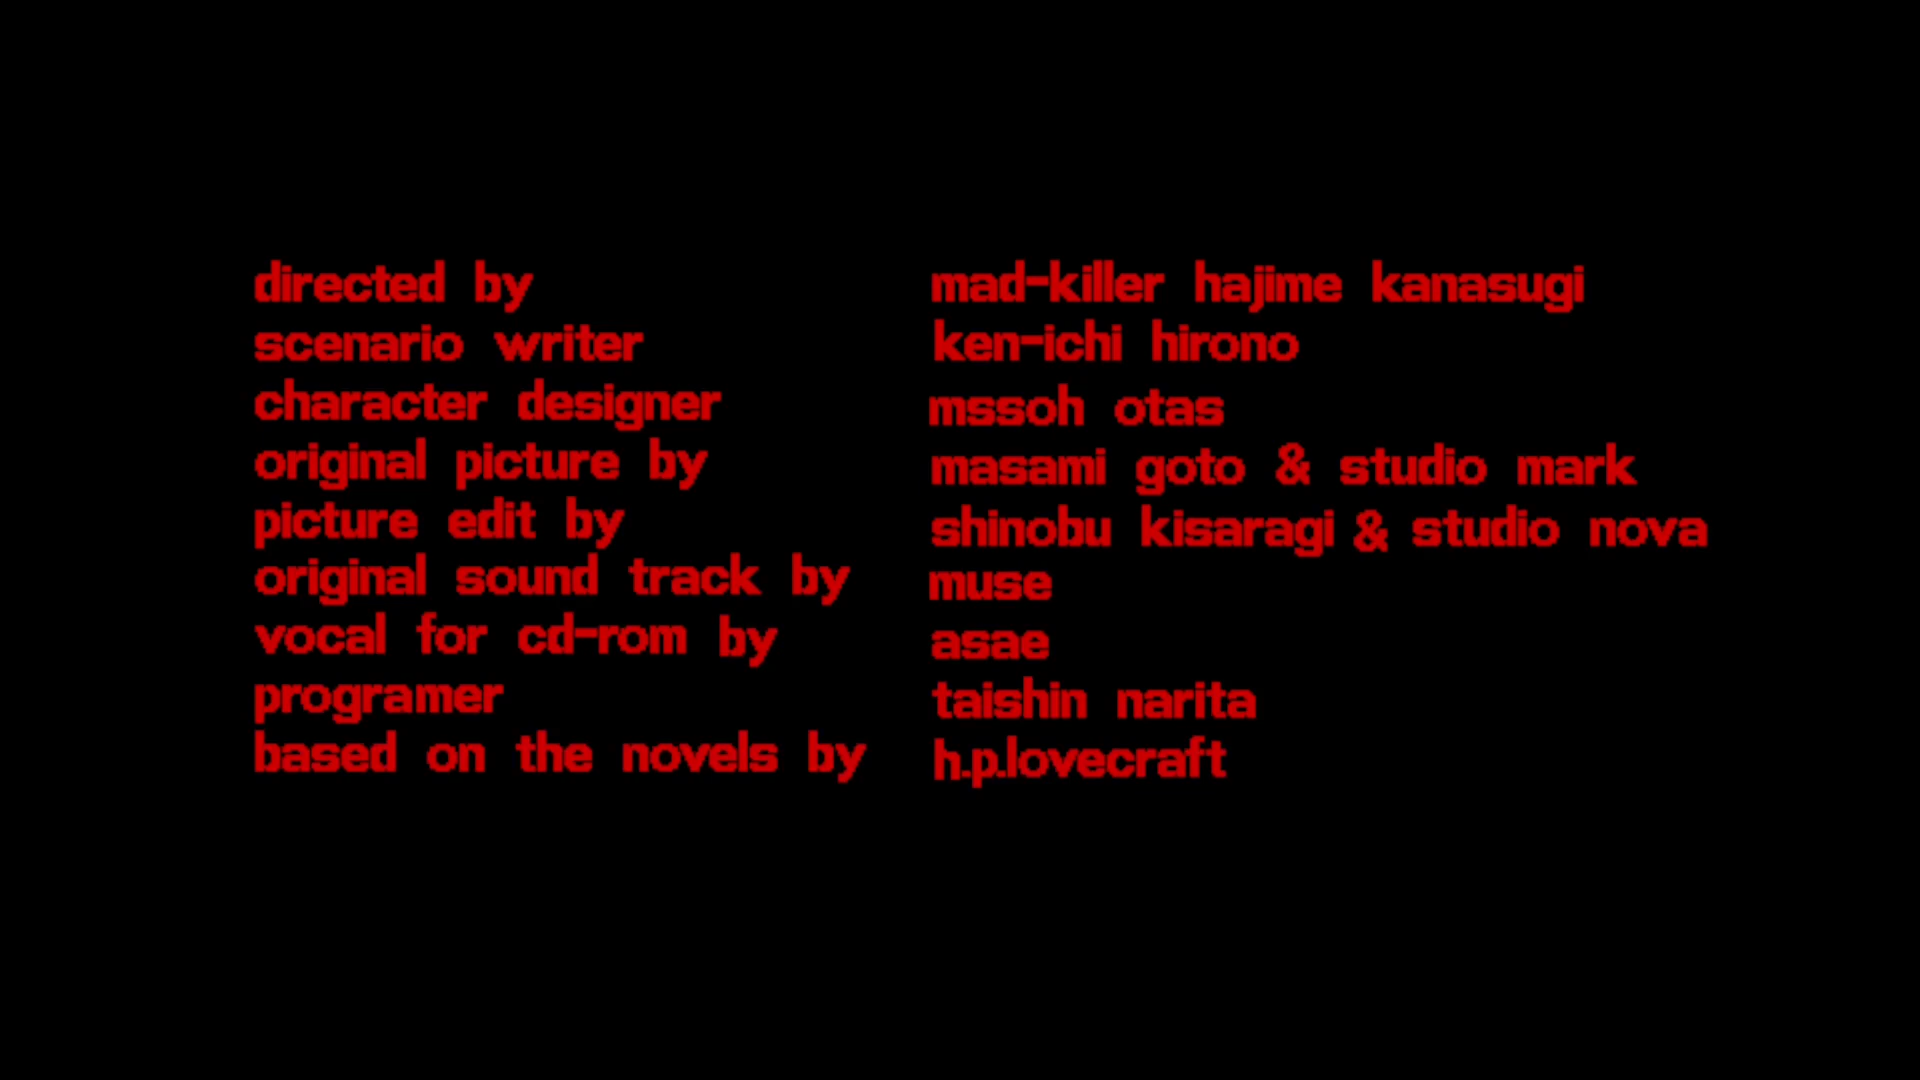 directed by mad-killer hajime kanasugi
scenario writer ken-ichi hirono
character designer mssoh otas
original picture by masami goto & studio mark
picture edit by shinobu kisaragi & studio nova
original sound track by muse
vocal for cd-rom by asae
programer taishin narita
based on the novels by h.p.lovecraft